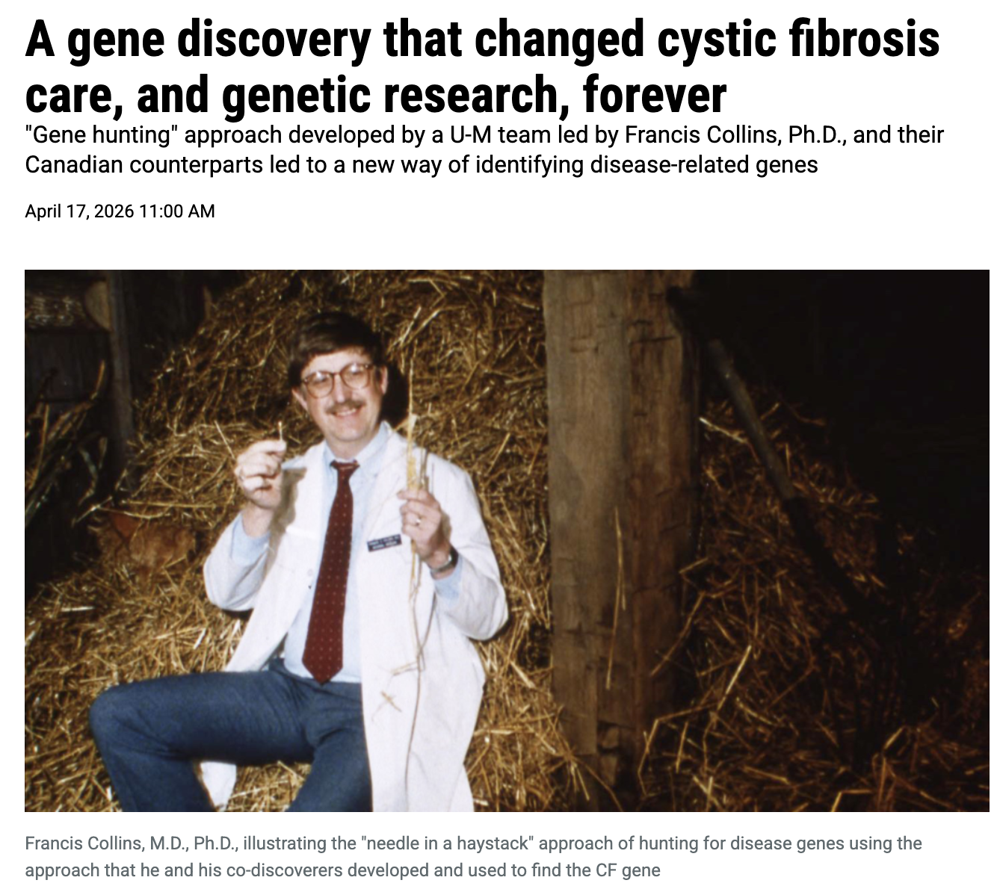 A gene discovery that changed cystic fibrosis
care, and genetic research, forever
"Gene hunting" approach developed by a U-M team led by Francis Collins, Ph.D., and their
Canadian counterparts led to a new way of identifying disease-related genes
April 17, 2026 11:00 AM
Francis Collins, M.D., Ph.D., illustrating the "needle in a haystack" approach of hunting for disease genes using the
approach that he and his co-discoverers developed and used to find the CF gene